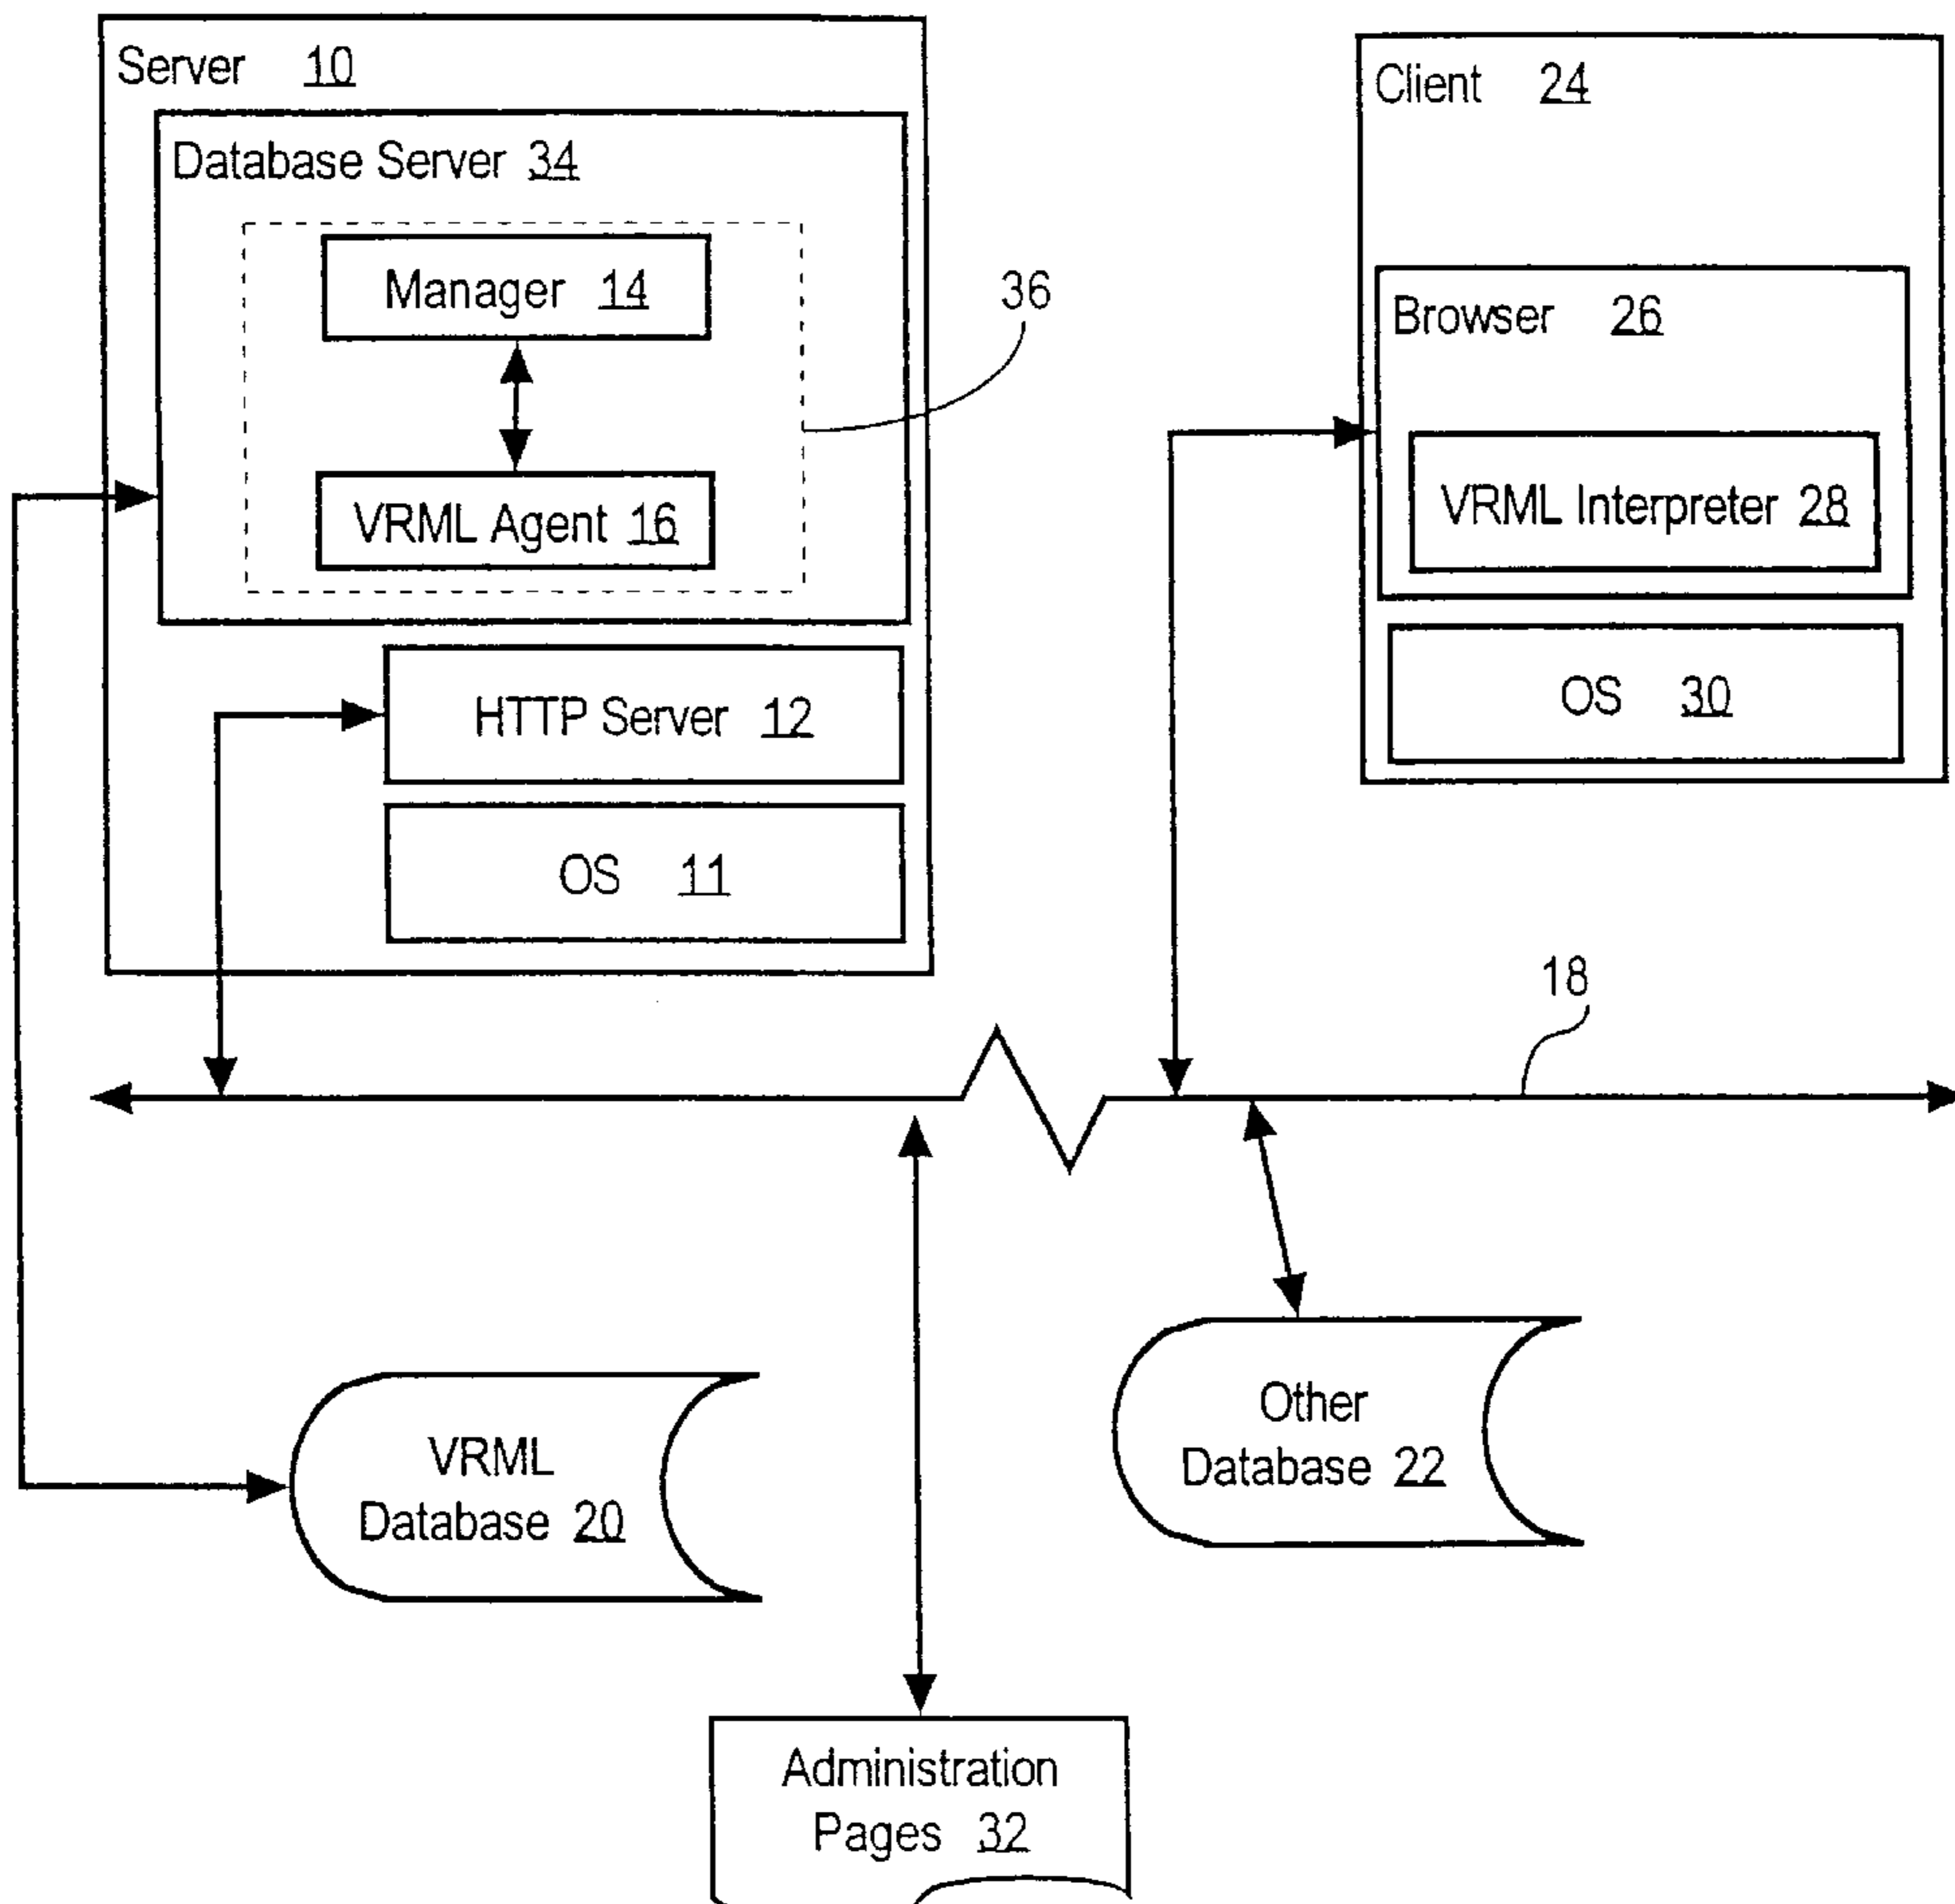 Server 10
Database Server 34
Manager 14
VRML Agent 16
36
HTTP Server 12
OS 11
Client 24
Browser 26
VRML Interpreter 28
OS 30
18
VRML
Database 20
Other
Database 22
Administration
Pages 32